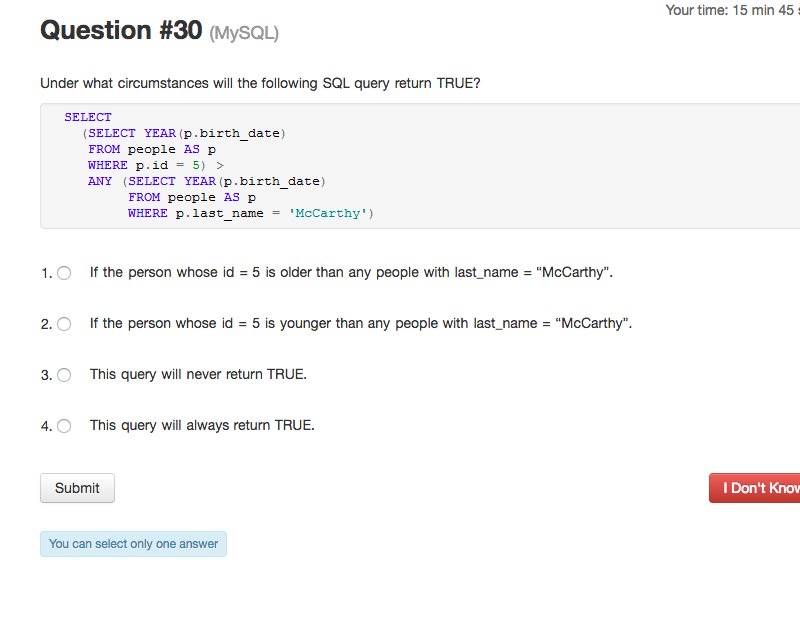 Your time: 15 min 45
Question #30 (MySQL)
Under what circumstances will the following SQL query return TRUE?
SELECT
(SELECT YEAR(p.birth_date)
FROM people AS p
WHERE p.id = 5) >
ANY (SELECT YEAR(p.birth_date)
FROM people AS p
WHERE p.last_name = 'McCarthy')
1. If the person whose id = 5 is older than any people with last_name = “McCarthy”.
2. If the person whose id = 5 is younger than any people with last_name = “McCarthy”.
3. This query will never return TRUE.
4. This query will always return TRUE.
Submit
I Don't Know
You can select only one answer